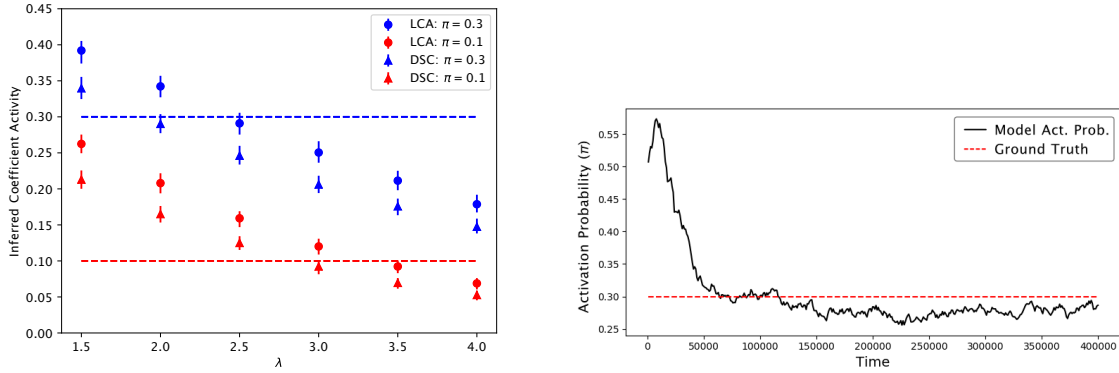 0.45
0.40
0.35
0.30
0.25
0.20
0.15
0.10
0.05
0.00
Inferred Coefficient Activity
1.5 2.0 2.5 3.0 3.5 4.0
λ
LCA: π = 0.3
LCA: π = 0.1
DSC: π = 0.3
DSC: π = 0.1
0.55
0.50
0.45
0.40
0.35
0.30
0.25
Activation Probability (π)
0 50000 100000 150000 200000 250000 300000 350000 400000
Time
Model Act. Prob.
Ground Truth